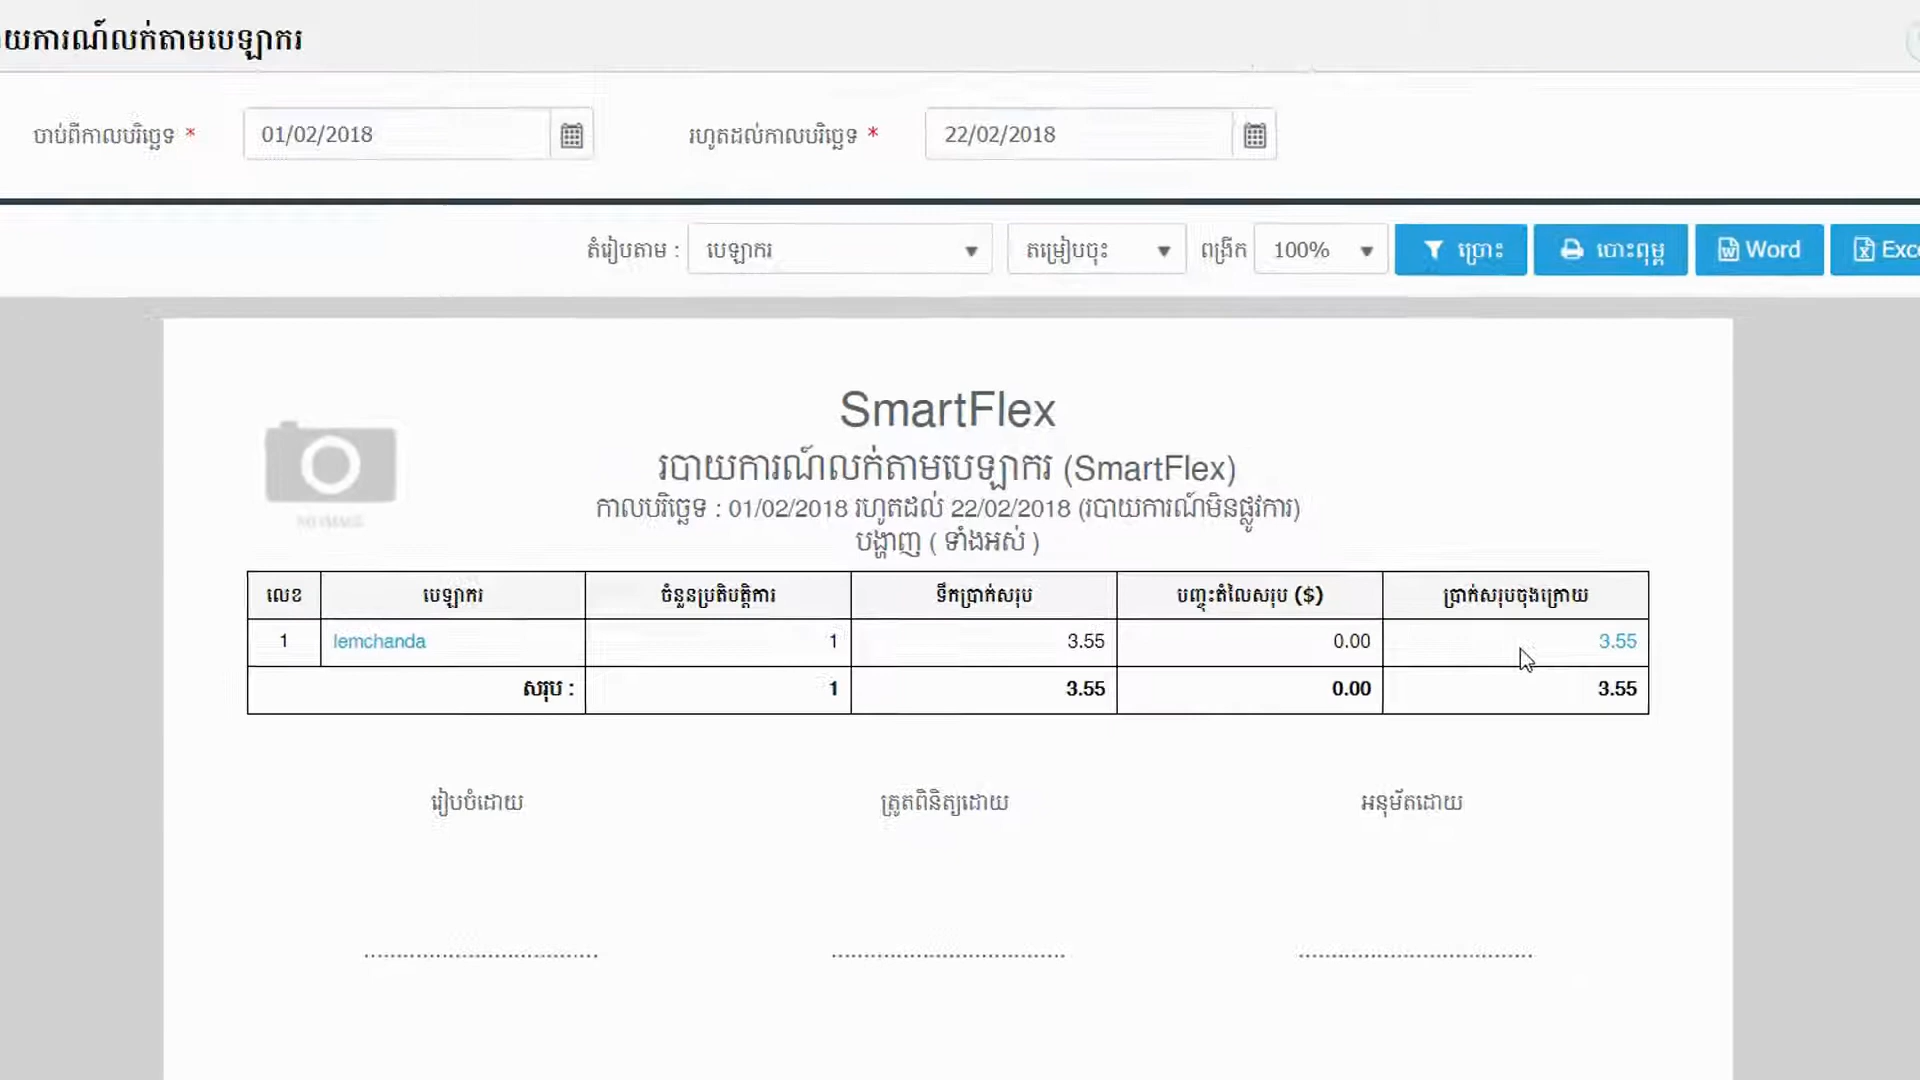 យការណ៍លក់តាមបេឡាករ
ចាប់ពីកាលបរិច្ឆេទ * 01/02/2018 រហូតដល់កាលបរិច្ឆេទ * 22/02/2018
តំរៀបតាម : បេឡាករ តម្រៀបចុះ ពង្រីក 100% ច្រោះ បោះពុម្ព Word Exc
SmartFlex
របាយការណ៍លក់តាមបេឡាករ (SmartFlex)
NO IMAGE
កាលបរិច្ឆេទ : 01/02/2018 រហូតដល់ 22/02/2018 (របាយការណ៍មិនផ្លូវការ)
បង្ហាញ ( ទាំងអស់ )
លេខ បេឡាករ ចំនួនប្រតិបត្តិការ ទឹកប្រាក់សរុប បញ្ចុះតំលៃសរុប ($) ប្រាក់សរុបចុងក្រោយ
1 lemchanda 1 3.55 0.00 3.55
សរុប : 1 3.55 0.00 3.55
រៀបចំដោយ ត្រួតពិនិត្យដោយ អនុម័តដោយ